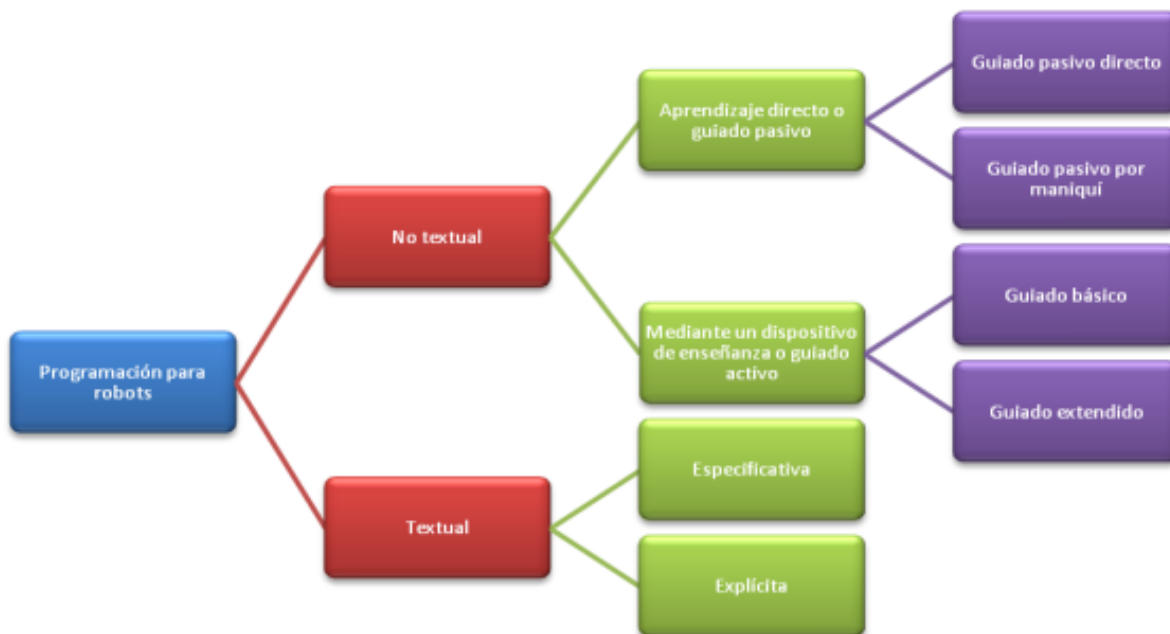 Programación para
robots
No textual
Textual
Aprendizaje directo o
guiado pasivo
Mediante un dispositivo
de enseñanza o guiado
activo
Especificativa
Explícita
Guiado pasivo directo
Guiado pasivo por
maniquí
Guiado básico
Guiado extendido